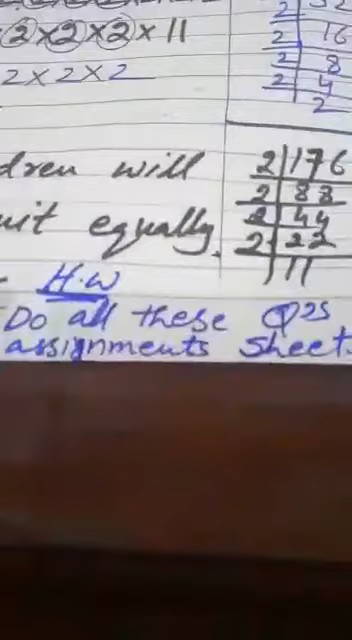 2 × 2 × 2 × 11
2 × 2 × 2
2 | 32
2 | 16
2 | 8
2 | 4
2
dren will
uit equally.
2 | 176
2 | 88
2 | 44
2 | 22
11
H.W
Do all these Qzs
assignments Sheet.